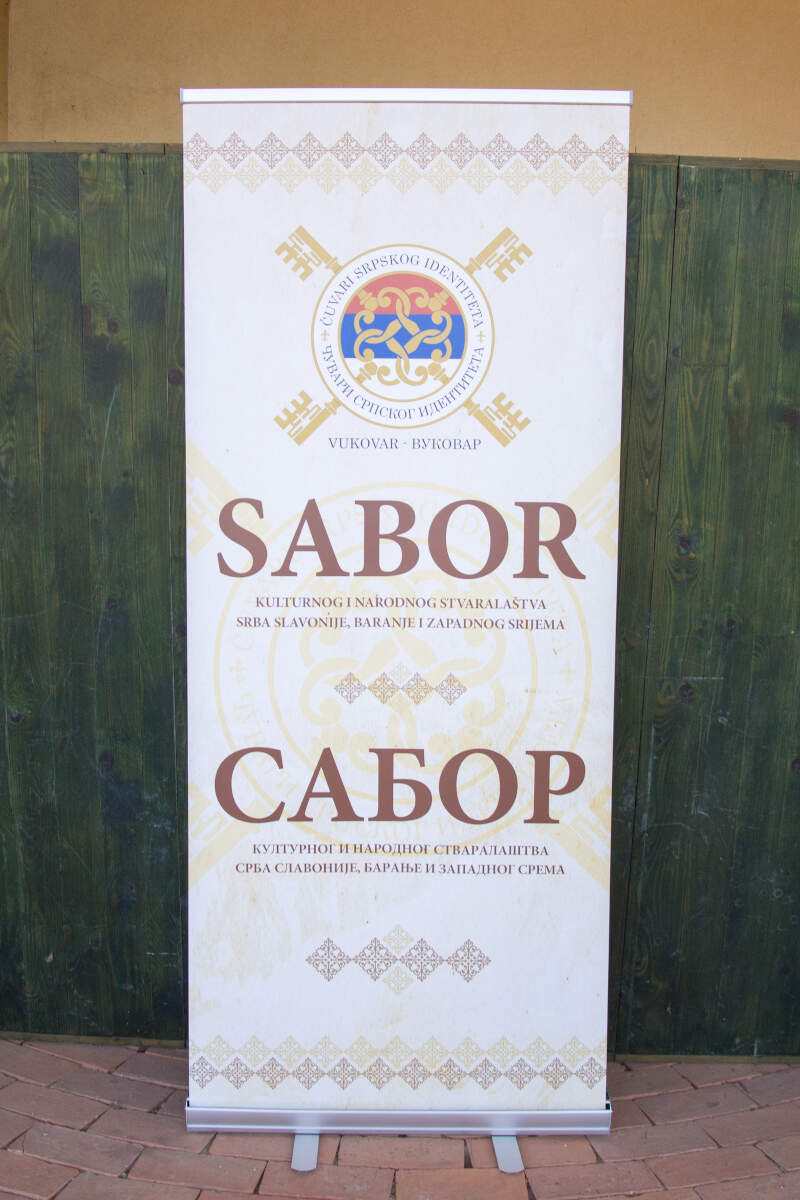 ČUVARI SRPSKOG IDENTITETA
ЧУВАРИ СРПСКОГ ИДЕНТИТЕТА
VUKOVAR · ВУКОВАР
SABOR
KULTURNOG I NARODNOG STVARALAŠTVA
SRBA SLAVONIJE, BARANJE I ZAPADNOG SRIJEMA
САБОР
КУЛТУРНОГ И НАРОДНОГ СТВАРАЛАШТВА
СРБА СЛАВОНИЈЕ, БАРАЊЕ И ЗАПАДНОГ СРЕМА